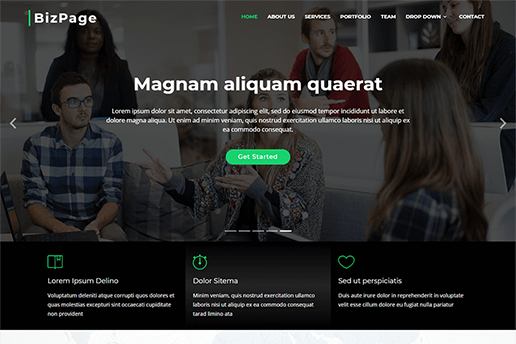 BizPage
HOME ABOUT US SERVICES PORTFOLIO TEAM DROP DOWN CONTACT
Magnam aliquam quaerat
Lorem ipsum dolor sit amet, consectetur adipiscing elit, sed do eiusmod tempor incididunt ut labore et
dolore magna aliqua. Ut enim ad minim veniam, quis nostrud exercitation ullamco laboris nisi ut aliquip ex
ea commodo consequat.
Get Started
Lorem Ipsum Delino
Voluptatum deleniti atque corrupti quos dolores et
quas molestias excepturi sint occaecati cupiditate
non provident
Dolor Sitema
Minim veniam, quis nostrud exercitation ullamco
laboris nisi ut aliquip ex ea commodo consequat
tarad limino ata
Sed ut perspiciatis
Duis aute irure dolor in reprehenderit in voluptate
velit esse cillum dolore eu fugiat nulla pariatur